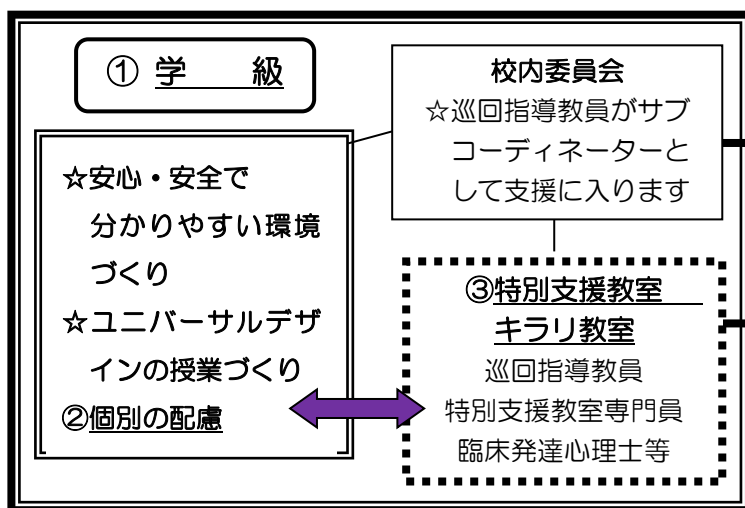 ① 学　級
☆安心・安全で
分かりやすい環境
づくり
☆ユニバーサルデザ
インの授業づくり
②個別の配慮
校内委員会
☆巡回指導教員がサブ
コーディネーターと
して支援に入ります
③特別支援教室
キラリ教室
巡回指導教員
特別支援教室専門員
臨床発達心理士等